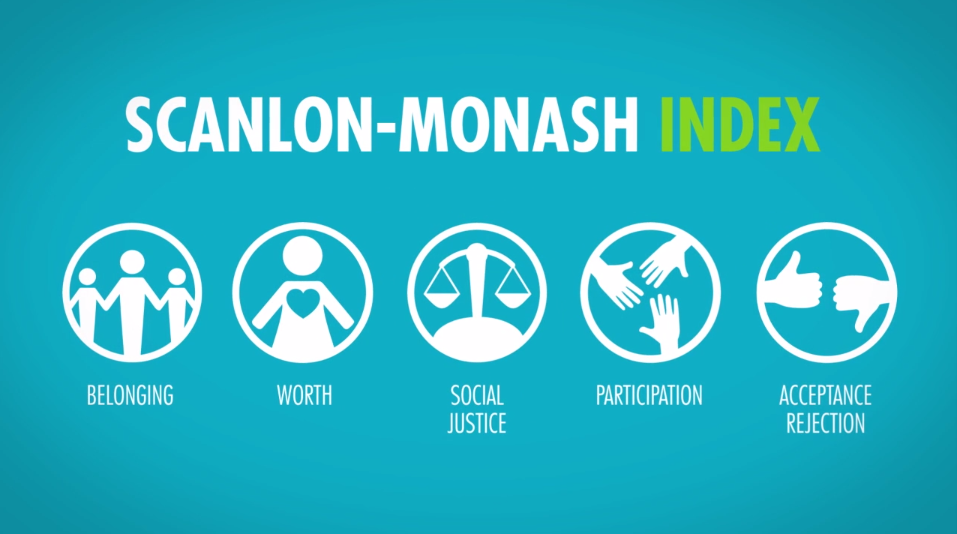 SCANLON-MONASH INDEX
BELONGING
WORTH
SOCIAL
JUSTICE
PARTICIPATION
ACCEPTANCE
REJECTION